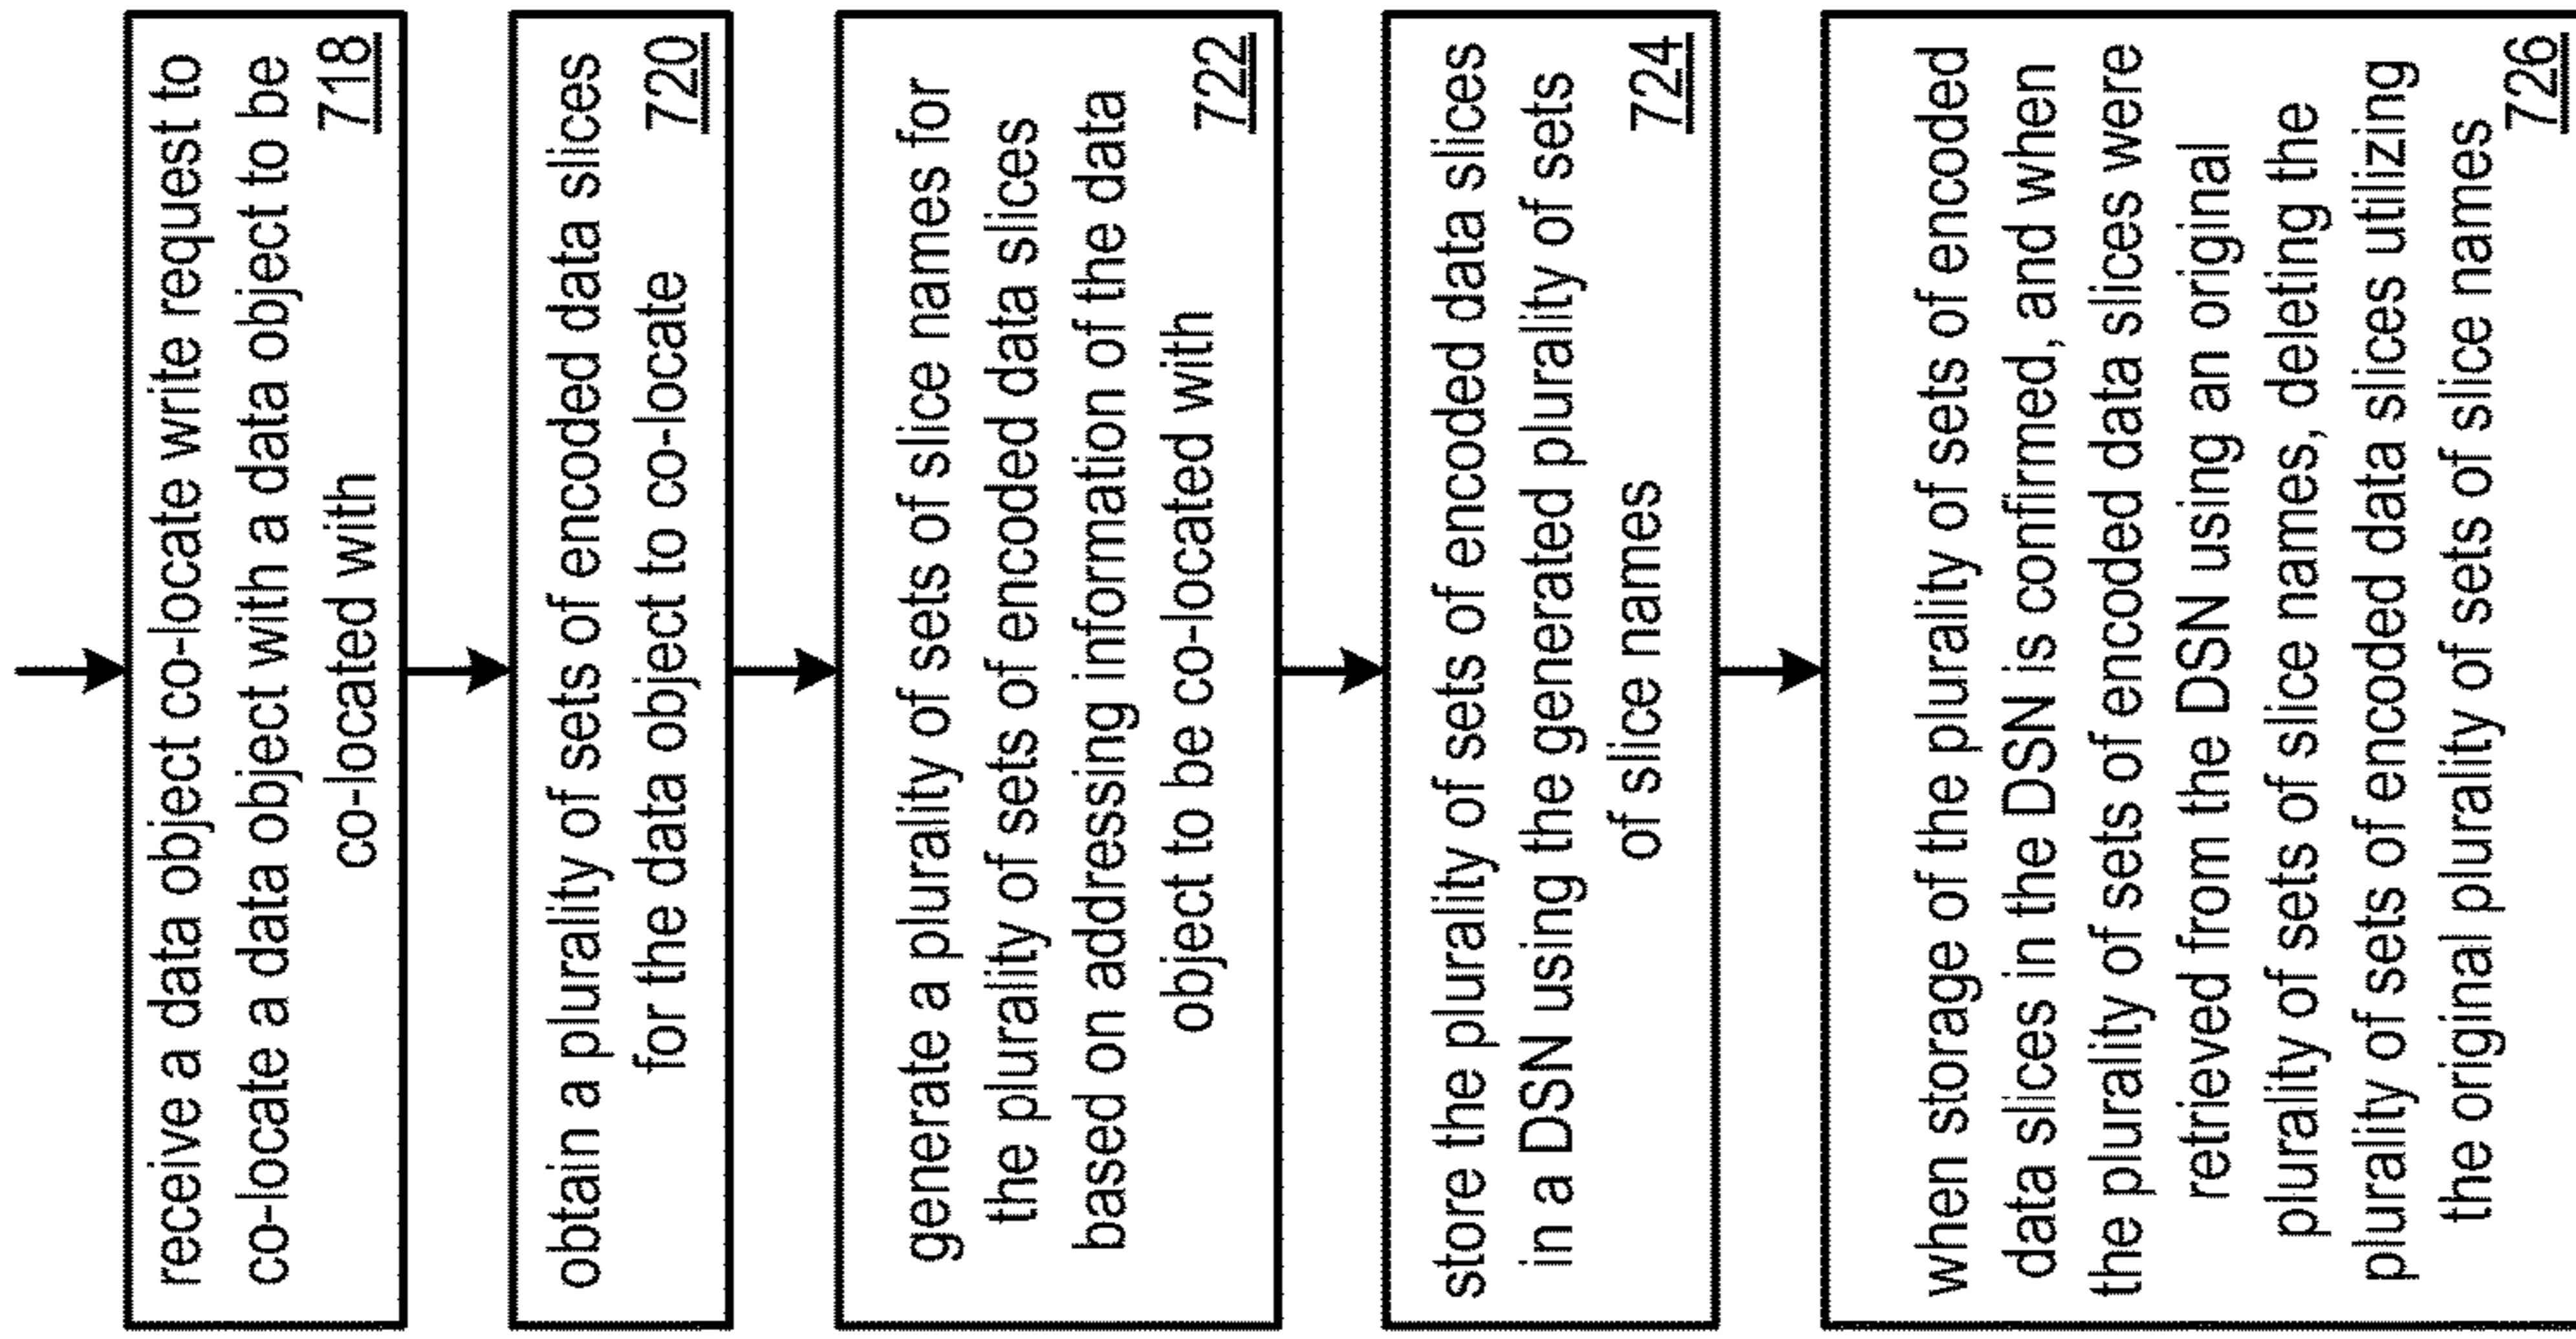 receive a data object co-locate write request to
co-locate a data object with a data object to be
co-located with
718
obtain a plurality of sets of encoded data slices
for the data object to co-locate
720
generate a plurality of sets of slice names for
the plurality of sets of encoded data slices
based on addressing information of the data
object to be co-located with
722
store the plurality of sets of encoded data slices
in a DSN using the generated plurality of sets
of slice names
724
when storage of the plurality of sets of encoded
data slices in the DSN is confirmed, and when
the plurality of sets of encoded data slices were
retrieved from the DSN using an original
plurality of sets of slice names, deleting the
plurality of sets of encoded data slices utilizing
the original plurality of sets of slice names
726